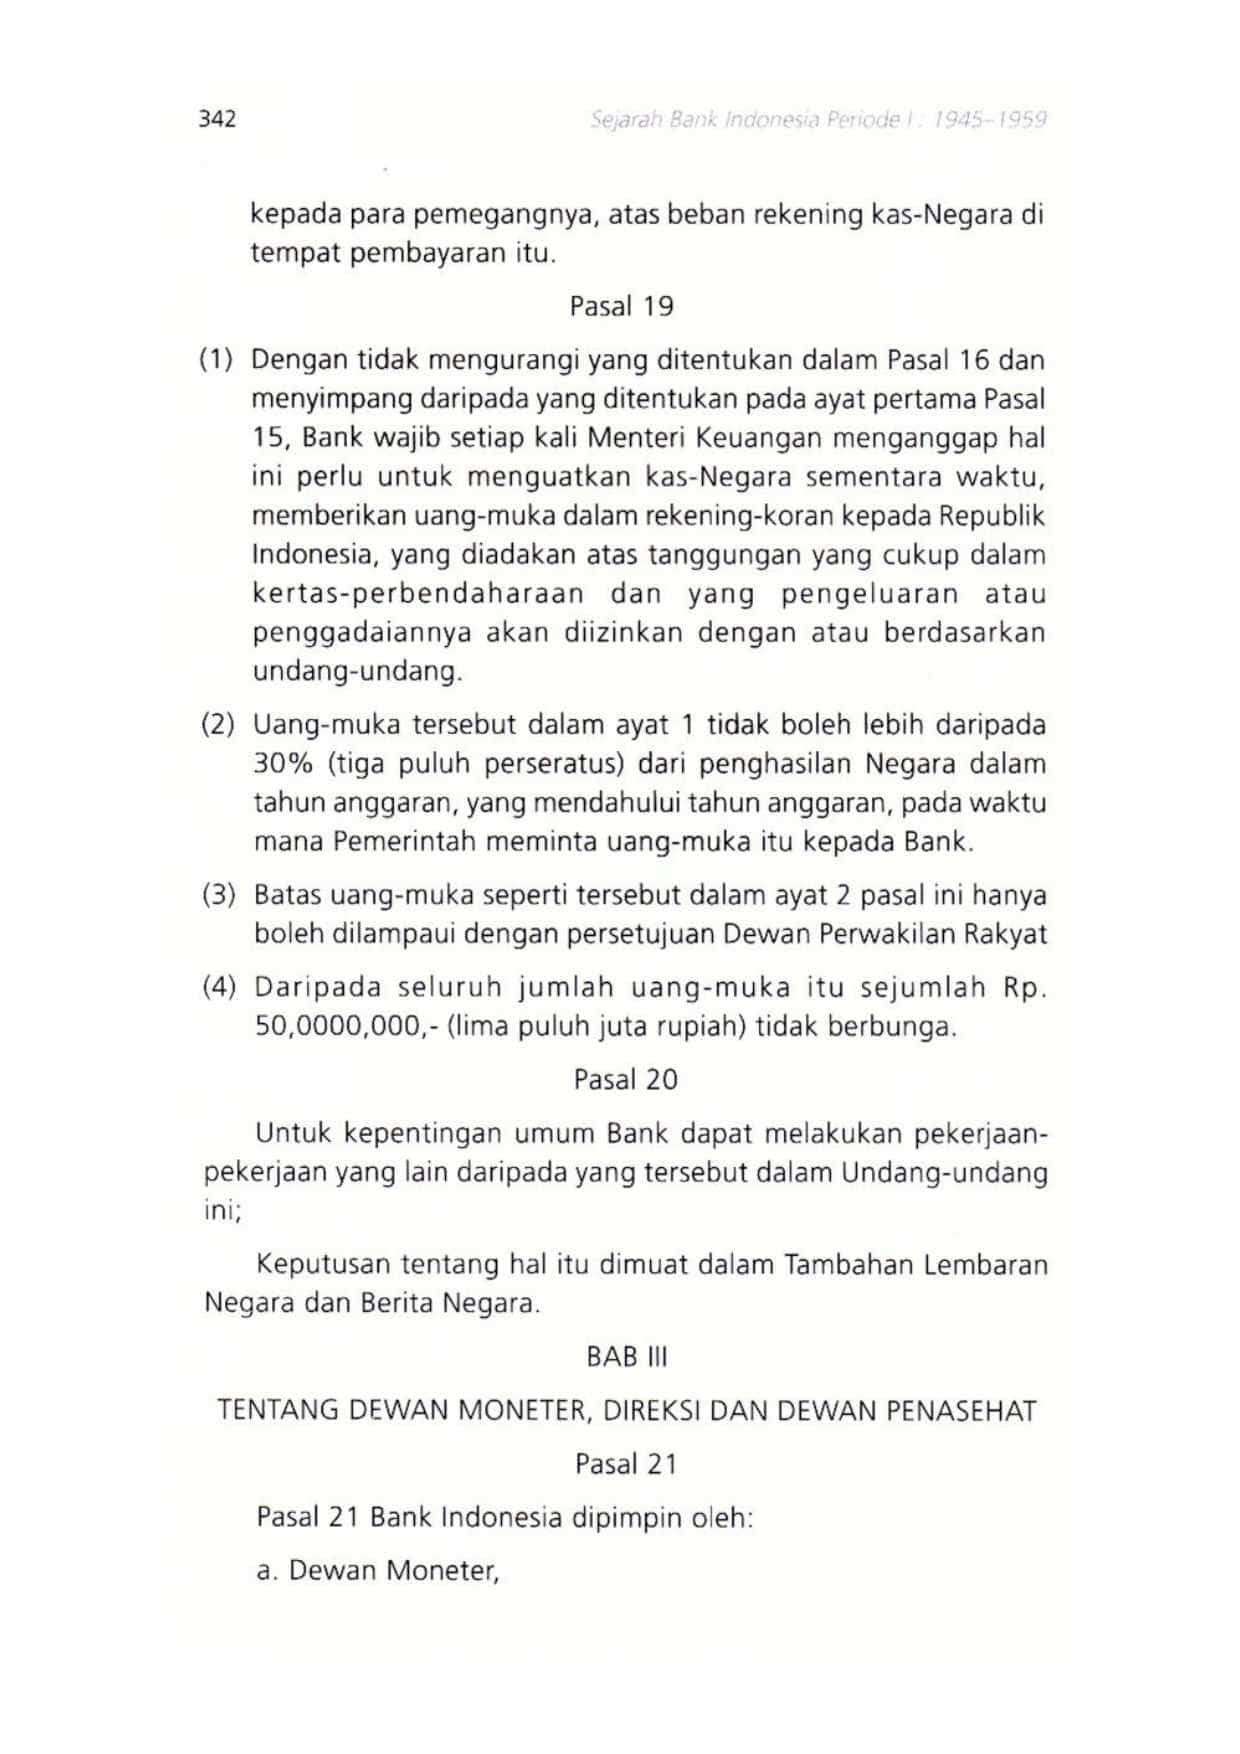 342
Sejarah Bank Indonesia Periode I : 1945–1959
kepada para pemegangnya, atas beban rekening kas-Negara di
tempat pembayaran itu.
Pasal 19
(1) Dengan tidak mengurangi yang ditentukan dalam Pasal 16 dan
menyimpang daripada yang ditentukan pada ayat pertama Pasal
15, Bank wajib setiap kali Menteri Keuangan menganggap hal
ini perlu untuk menguatkan kas-Negara sementara waktu,
memberikan uang-muka dalam rekening-koran kepada Republik
Indonesia, yang diadakan atas tanggungan yang cukup dalam
kertas-perbendaharaan dan yang pengeluaran atau
penggadaiannya akan diizinkan dengan atau berdasarkan
undang-undang.
(2) Uang-muka tersebut dalam ayat 1 tidak boleh lebih daripada
30% (tiga puluh perseratus) dari penghasilan Negara dalam
tahun anggaran, yang mendahului tahun anggaran, pada waktu
mana Pemerintah meminta uang-muka itu kepada Bank.
(3) Batas uang-muka seperti tersebut dalam ayat 2 pasal ini hanya
boleh dilampaui dengan persetujuan Dewan Perwakilan Rakyat
(4) Daripada seluruh jumlah uang-muka itu sejumlah Rp.
50,0000,000,- (lima puluh juta rupiah) tidak berbunga.
Pasal 20
Untuk kepentingan umum Bank dapat melakukan pekerjaan-
pekerjaan yang lain daripada yang tersebut dalam Undang-undang
ini;
Keputusan tentang hal itu dimuat dalam Tambahan Lembaran
Negara dan Berita Negara.
BAB III
TENTANG DEWAN MONETER, DIREKSI DAN DEWAN PENASEHAT
Pasal 21
Pasal 21 Bank Indonesia dipimpin oleh:
a. Dewan Moneter,